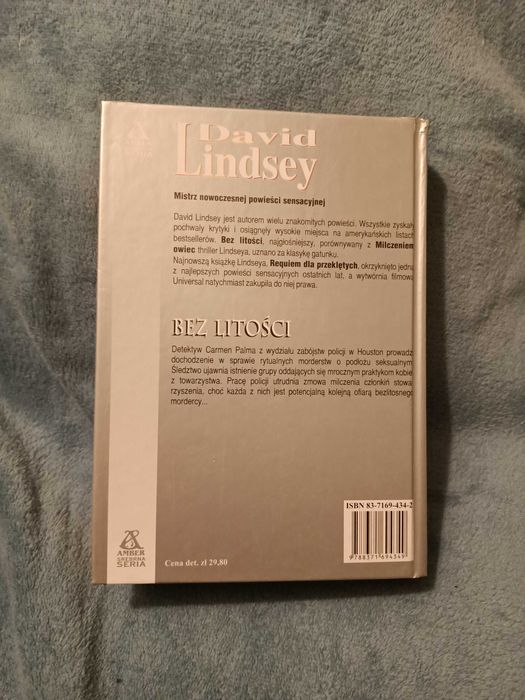 David
Lindsey
Mistrz nowoczesnej powieści sensacyjnej
David Lindsey jest autorem wielu znakomitych powieści. Wszystkie zyskały
pochwały krytyki i osiągnęły wysokie miejsca na amerykańskich listach
bestsellerów. Bez litości, najgłośniejszy, porównywany z Milczeniem
owiec thriller Lindseya, uznano za klasykę gatunku.
Najnowszą książkę Lindseya, Requiem dla przeklętych, okrzyknięto jedną
z najlepszych powieści sensacyjnych ostatnich lat, a wytwórnia filmowa
Universal natychmiast zakupiła do niej prawa.
BEZ LITOŚCI
Detektyw Carmen Palma z wydziału zabójstw policji w Houston prowadzi
dochodzenie w sprawie rytualnych morderstw o podłożu seksualnym.
Śledztwo ujawnia istnienie grupy oddających się mrocznym praktykom kobiet
z towarzystwa. Pracę policji utrudnia zmowa milczenia członkiń stowa-
rzyszenia, choć każda z nich jest potencjalną kolejną ofiarą bezlitosnego
mordercy...
ISBN 83-7169-434-2
9788371694349
AMBER
SREBRNA
SERIA
Cena det. zł 29,80